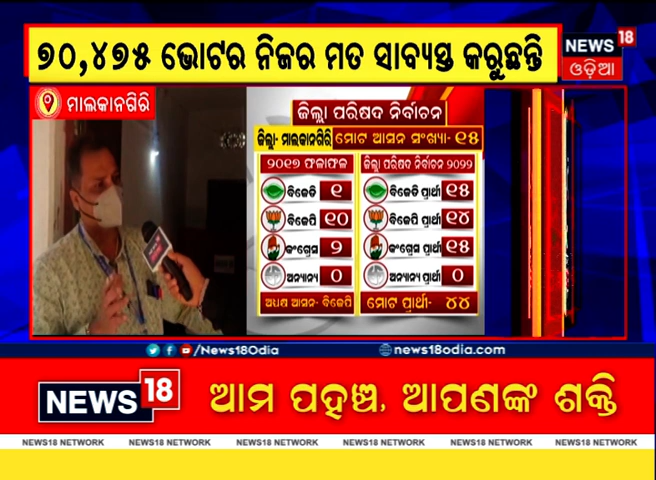 ୭୦,୪୭୫ ଭୋଟର ନିଜର ମତ ସାବ୍ୟସ୍ତ କରୁଛନ୍ତି
NEWS 18
ଓଡ଼ିଆ
ମାଲକାନଗିରି
ଜିଲ୍ଲା ପରିଷଦ ନିର୍ବାଚନ
ଜିଲ୍ଲା- ମାଲକାନଗିରି ମୋଟ ଆସନ ସଂଖ୍ୟା- ୧୫
୨୦୧୭ ଫଳାଫଳ
ବିଜେଡି ୧
ବିଜେପି ୧୦
କଂଗ୍ରେସ ୨
ଅନ୍ୟାନ୍ୟ ୦
ଅଧକ୍ଷ ଆସନ- ବିଜେପି
ଜିଲ୍ଲା ପରିଷଦ ନିର୍ବାଚନ ୨୦୨୨
ବିଜେଡି ପ୍ରାର୍ଥୀ ୧୫
ବିଜେପି ପ୍ରାର୍ଥୀ ୧୪
କଂଗ୍ରେସ ପ୍ରାର୍ଥୀ ୧୫
ଅନ୍ୟାନ୍ୟ ପ୍ରାର୍ଥୀ ୦
ମୋଟ ପ୍ରାର୍ଥୀ- ୪୪
/News18Odia
news18odia.com
NEWS 18
ଆମ ପହଞ୍ଚ, ଆପଣଙ୍କ ଶକ୍ତି
NEWS18 NETWORK NEWS18 NETWORK NEWS18 NETWORK NEWS18 NETWORK NEWS18 NETWORK NEWS18 NETWORK